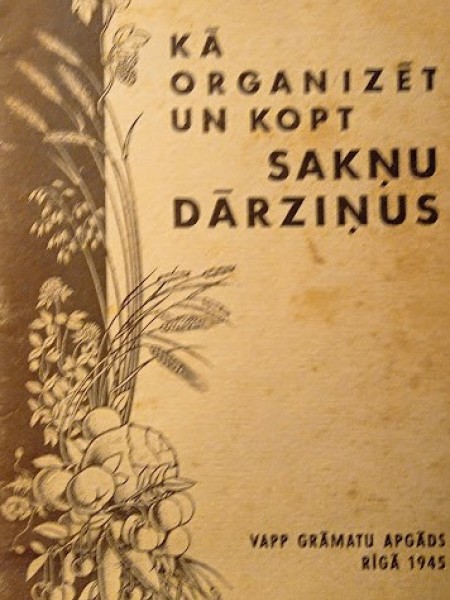 KĀ
ORGANIZĒT
UN KOPT
SAKŅU
DĀRZIŅUS
VAPP GRĀMATU APGĀDS
RĪGĀ 1945